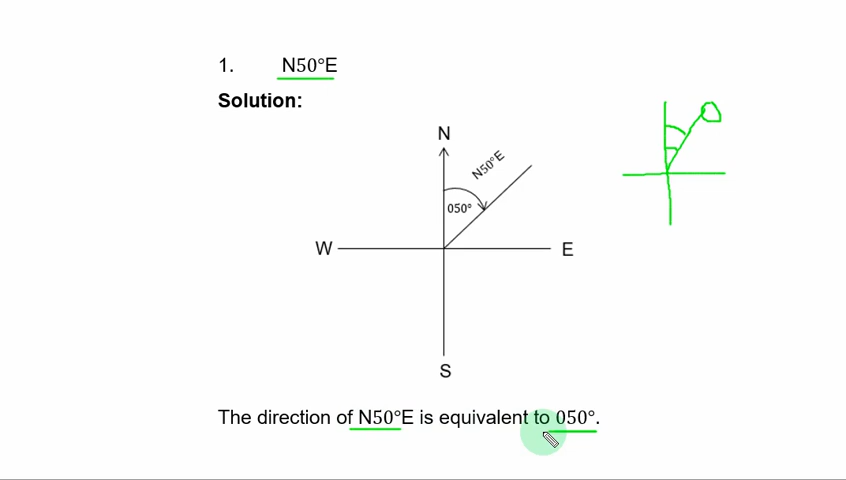 1. N50°E
Solution:
N
N50°E
050°
W E
S
The direction of N50°E is equivalent to 050°.